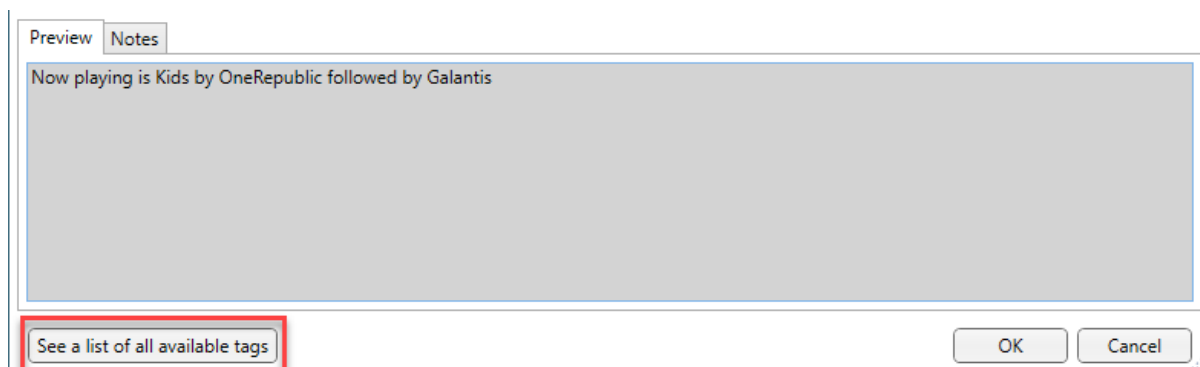 Preview Notes
Now playing is Kids by OneRepublic followed by Galantis
See a list of all available tags OK Cancel